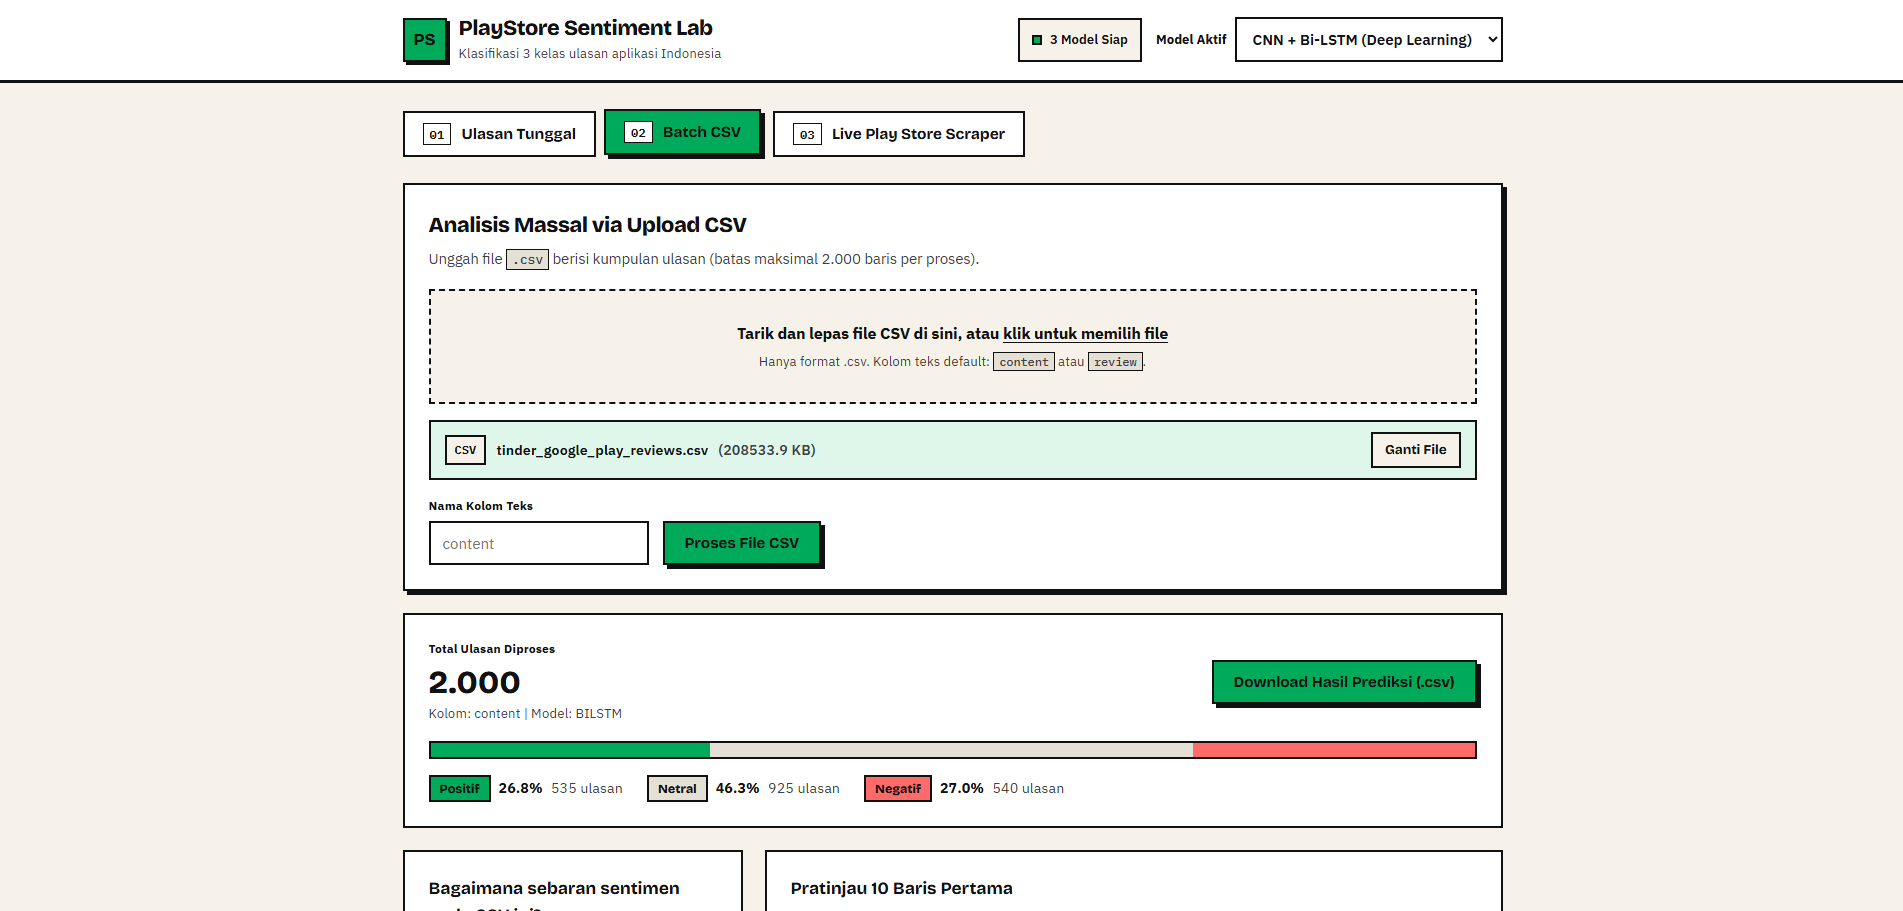 PS
PlayStore Sentiment Lab
Klasifikasi 3 kelas ulasan aplikasi Indonesia
3 Model Siap
Model Aktif
CNN + Bi-LSTM (Deep Learning)
01 Ulasan Tunggal
02 Batch CSV
03 Live Play Store Scraper
Analisis Massal via Upload CSV
Unggah file .csv berisi kumpulan ulasan (batas maksimal 2.000 baris per proses).
Tarik dan lepas file CSV di sini, atau klik untuk memilih file
Hanya format .csv. Kolom teks default: content atau review.
CSV tinder_google_play_reviews.csv (208533.9 KB)
Ganti File
Nama Kolom Teks
content
Proses File CSV
Total Ulasan Diproses
2.000
Kolom: content | Model: BILSTM
Download Hasil Prediksi (.csv)
Positif 26.8% 535 ulasan
Netral 46.3% 925 ulasan
Negatif 27.0% 540 ulasan
Bagaimana sebaran sentimen
Pratinjau 10 Baris Pertama